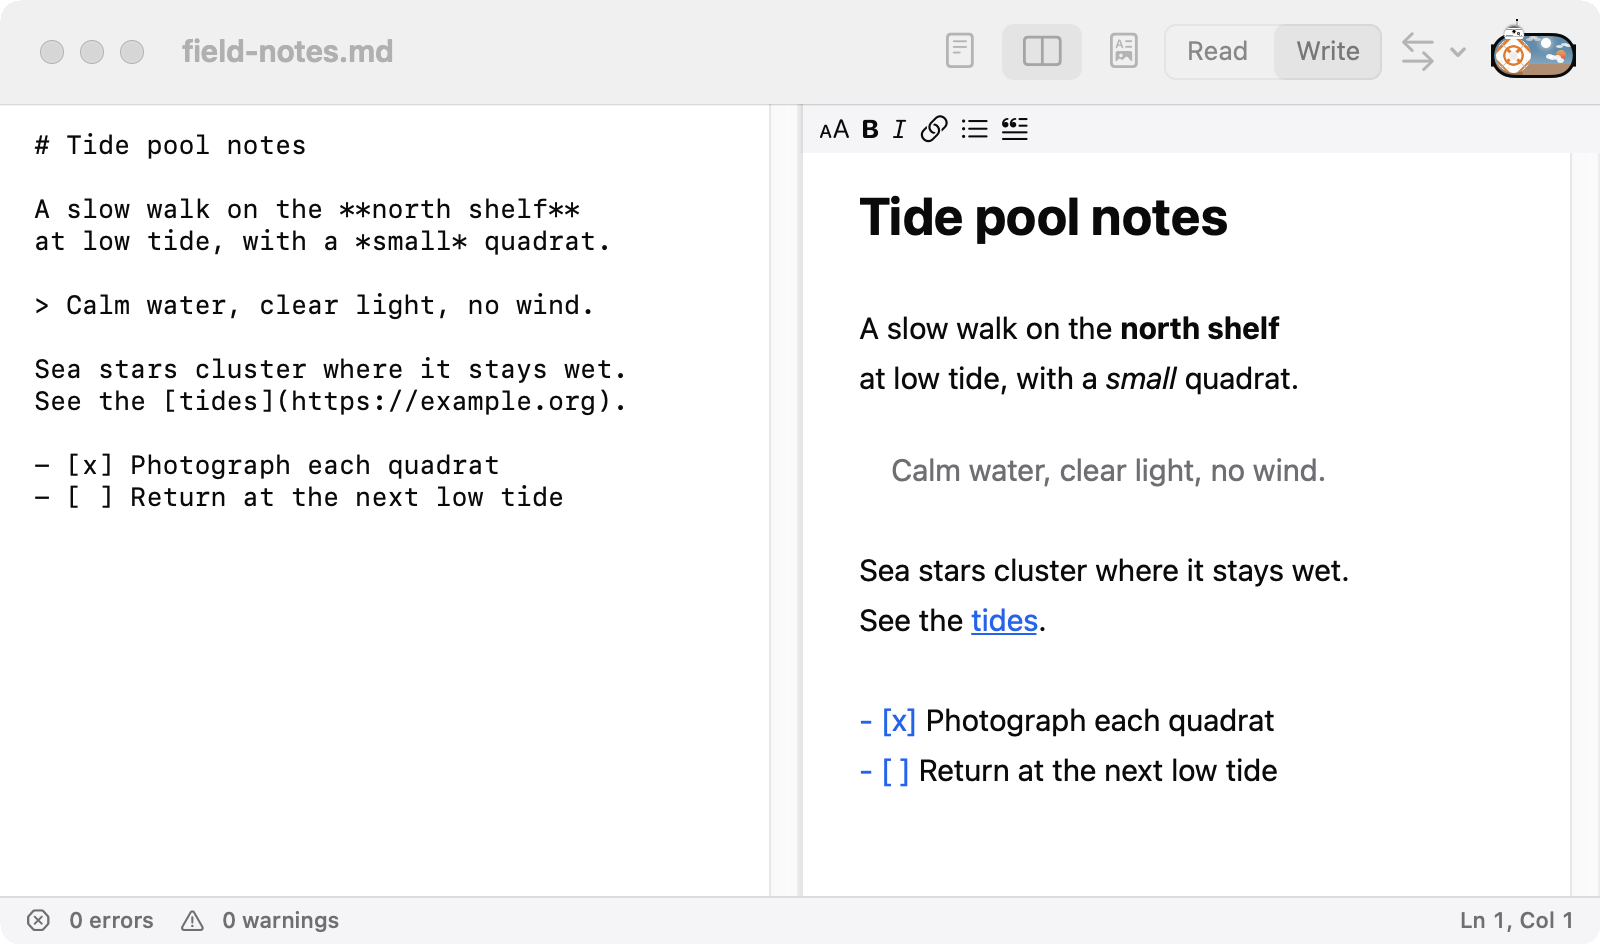 field-notes.md
Read
Write
# Tide pool notes
A slow walk on the **north shelf**
at low tide, with a *small* quadrat.
> Calm water, clear light, no wind.
Sea stars cluster where it stays wet.
See the [tides](https://example.org).
- [x] Photograph each quadrat
- [ ] Return at the next low tide
AA B I
Tide pool notes
A slow walk on the north shelf
at low tide, with a small quadrat.
Calm water, clear light, no wind.
Sea stars cluster where it stays wet.
See the tides.
- [x] Photograph each quadrat
- [ ] Return at the next low tide
0 errors
0 warnings
Ln 1, Col 1